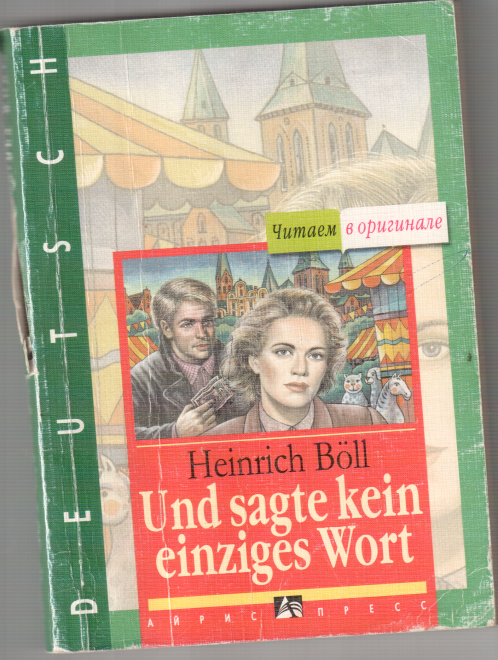 DEUTSCH
Читаем в оригинале
Heinrich Böll
Und sagte kein
einziges Wort
АЙРИС ПРЕСС